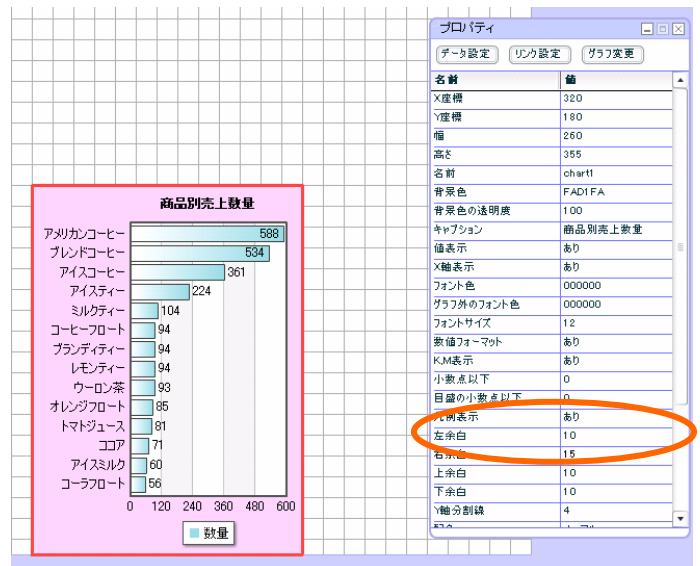 商品別売上数量
アメリカンコーヒー 588
ブレンドコーヒー 534
アイスコーヒー 361
アイスティー 224
ミルクティー 104
コーヒーフロート 94
ブランディティー 94
レモンティー 94
ウーロン茶 93
オレンジフロート 85
トマトジュース 81
ココア 71
アイスミルク 60
コーラフロート 56
0 120 240 360 480 600
数量
プロパティ
データ設定 リンク設定 グラフ変更
名前 値
X座標 320
Y座標 180
幅 260
高さ 355
名前 chart1
背景色 FAD1FA
背景色の透明度 100
キャプション 商品別売上数量
値表示 あり
X軸表示 あり
フォント色 000000
グラフ外のフォント色 000000
フォントサイズ 12
数値フォーマット あり
K,M表示 あり
小数点以下 0
目盛の小数点以下 0
凡例表示 あり
左余白 10
右余白 15
上余白 10
下余白 10
Y軸分割線 4